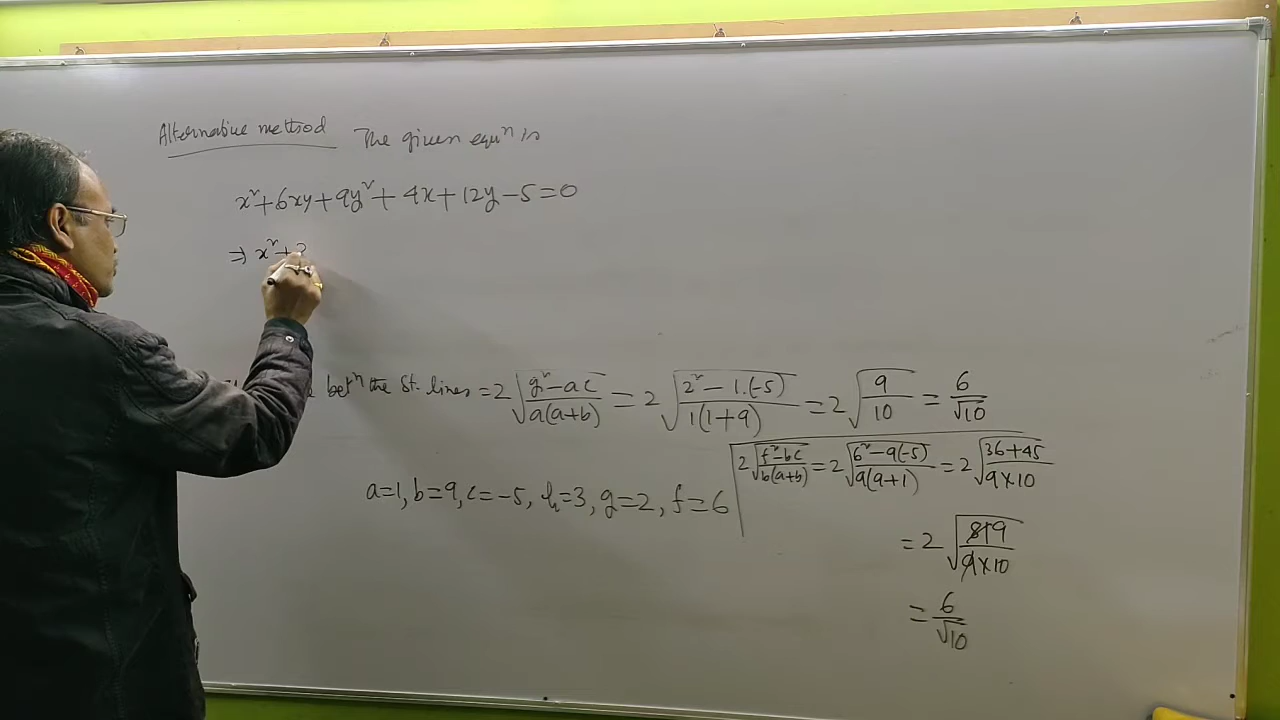 Alternative method The given equⁿ is
x²+6xy+9y²+4x+12y-5=0
⇒ x²+2
betⁿ the St. lines = 2√(g²-ac / a(a+b)) = 2√(2²-1.(-5) / 1(1+9)) = 2√(9/10) = 6/√10
2√(f²-bc / b(a+b)) = 2√(6²-9(-5) / 9(9+1)) = 2√(36+45 / 9×10)
a=1, b=9, c=-5, h=3, g=2, f=6
= 2√(81 9 / 9×10)
= 6/√10